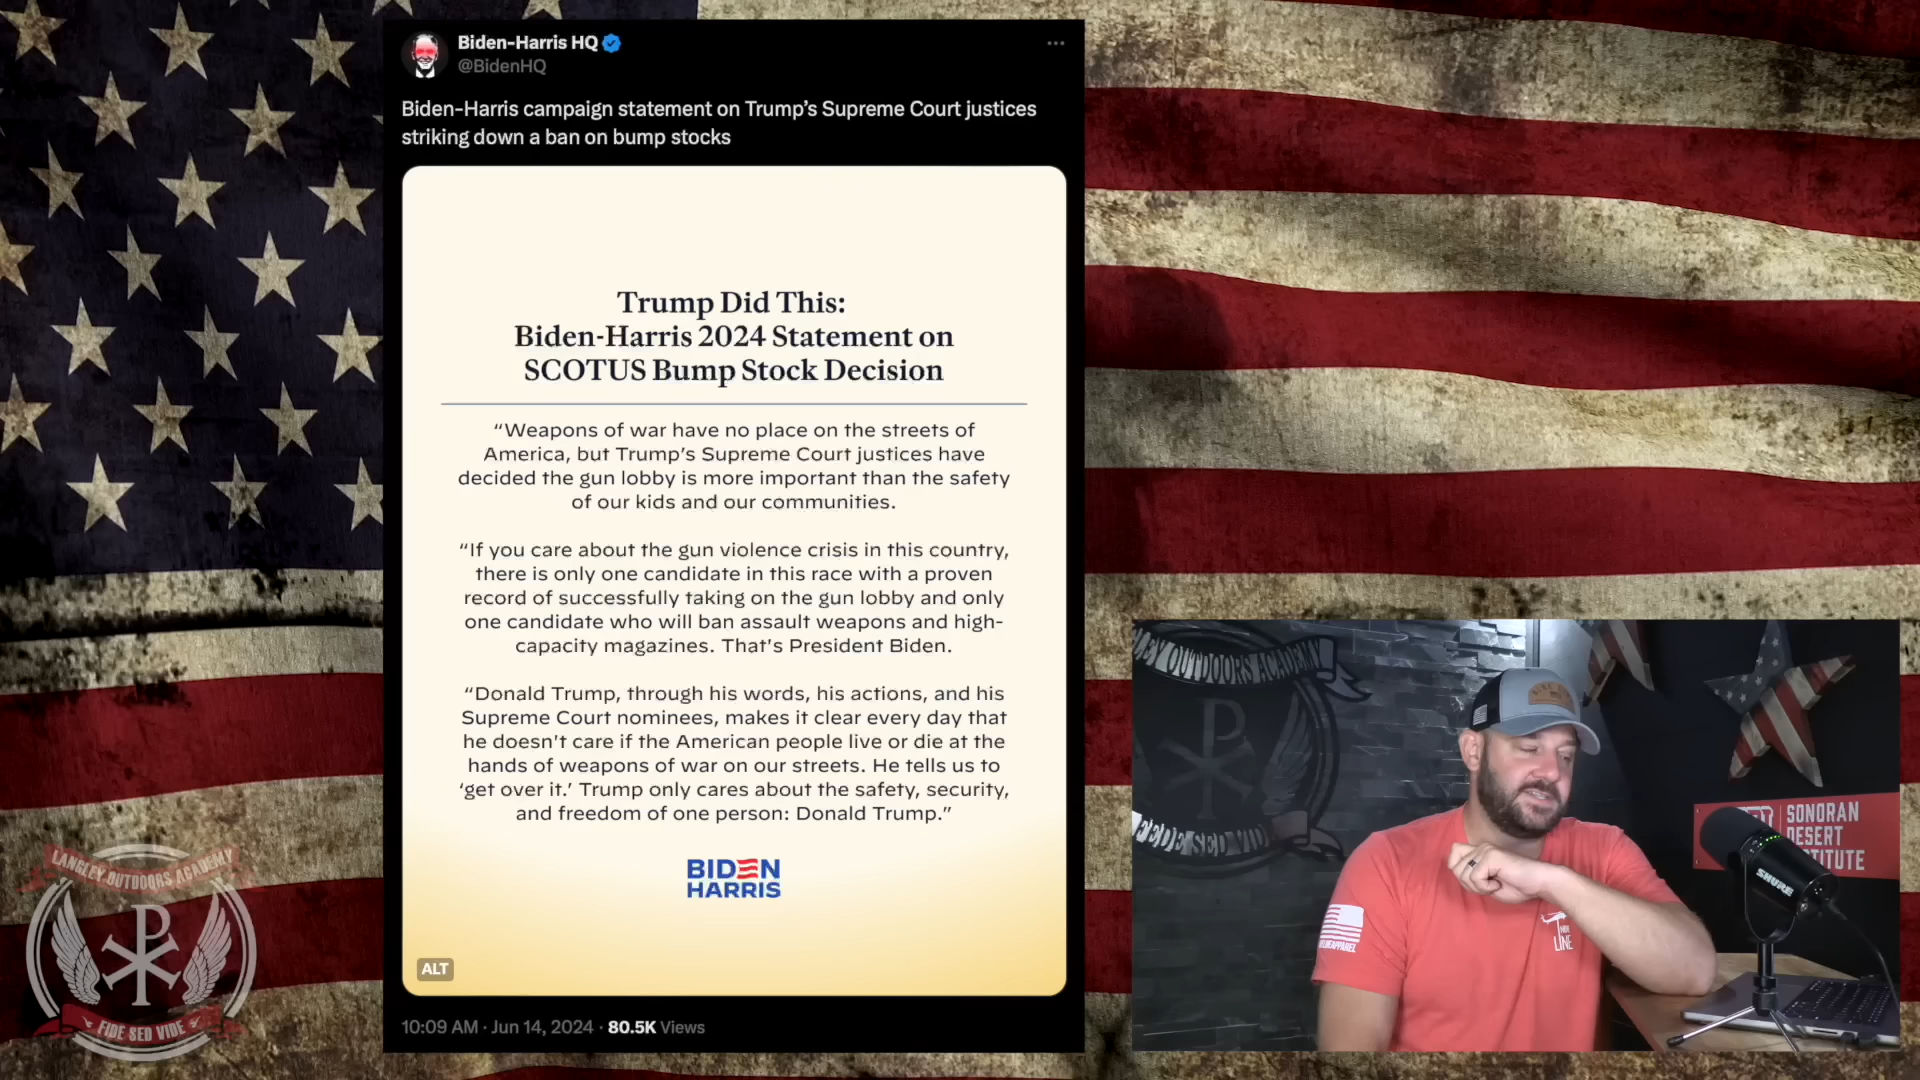 Biden-Harris HQ
@BidenHQ
Biden-Harris campaign statement on Trump's Supreme Court justices
striking down a ban on bump stocks
Trump Did This:
Biden-Harris 2024 Statement on
SCOTUS Bump Stock Decision
“Weapons of war have no place on the streets of
America, but Trump’s Supreme Court justices have
decided the gun lobby is more important than the safety
of our kids and our communities.
“If you care about the gun violence crisis in this country,
there is only one candidate in this race with a proven
record of successfully taking on the gun lobby and only
one candidate who will ban assault weapons and high-
capacity magazines. That’s President Biden.
“Donald Trump, through his words, his actions, and his
Supreme Court nominees, makes it clear every day that
he doesn’t care if the American people live or die at the
hands of weapons of war on our streets. He tells us to
‘get over it.’ Trump only cares about the safety, security,
and freedom of one person: Donald Trump.”
BIDEN
HARRIS
ALT
10:09 AM · Jun 14, 2024 · 80.5K Views
LANGLEY OUTDOORS ACADEMY
FIDE SED VIDE
OUTDOORS ACADEMY
SED
SONORAN
DESERT
SHURE
LINE